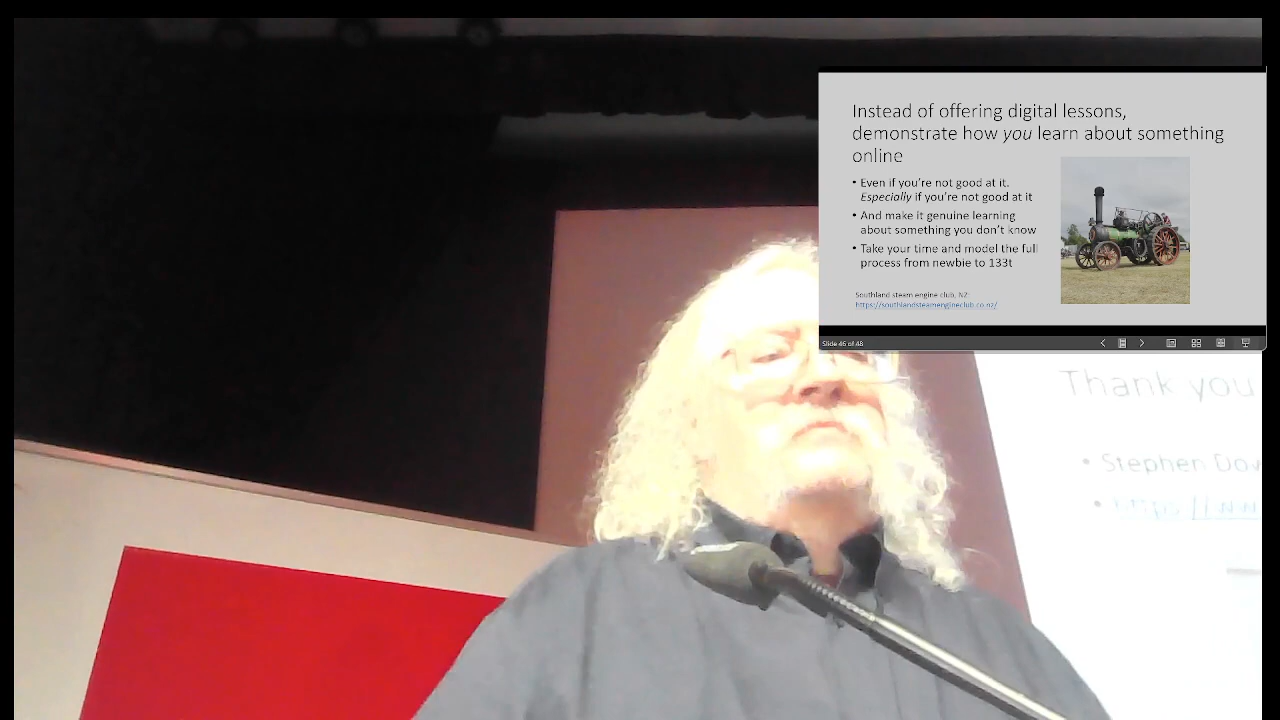 Instead of offering digital lessons,
demonstrate how you learn about something
online
• Even if you're not good at it.
Especially if you're not good at it
• And make it genuine learning
about something you don't know
• Take your time and model the full
process from newbie to 133t
Southland steam engine club, NZ:
https://southlandsteamengineclub.co.nz/
Slide 46 of 48
Thank you
• Stephen Dow
• https://www